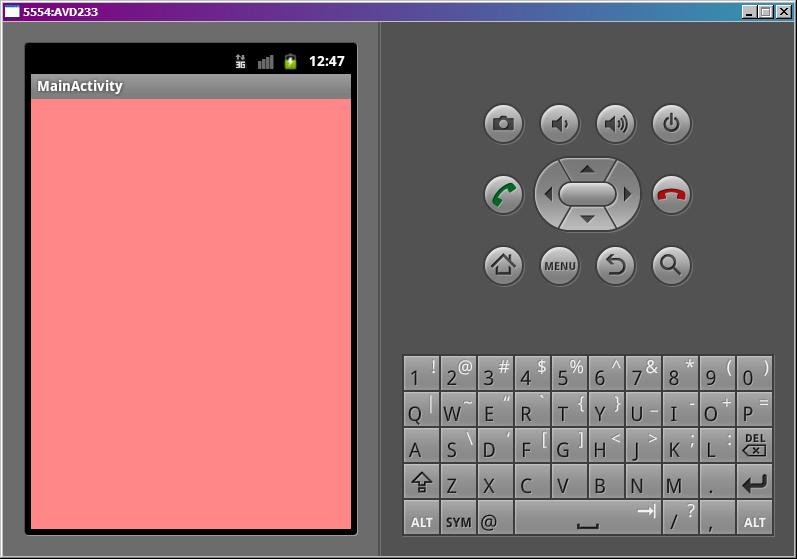 5554:AVD233
3G 12:47
MainActivity
MENU
1 ! 2 @ 3 # 4 $ 5 % 6 ^ 7 & 8 * 9 ( 0 )
Q | W ~ E “ R ` T { Y } U _ I - O + P =
A S \ D ‘ F [ G ] H < J > K ; L : DEL
Z X C V B N M .
ALT SYM @ / ? , ALT